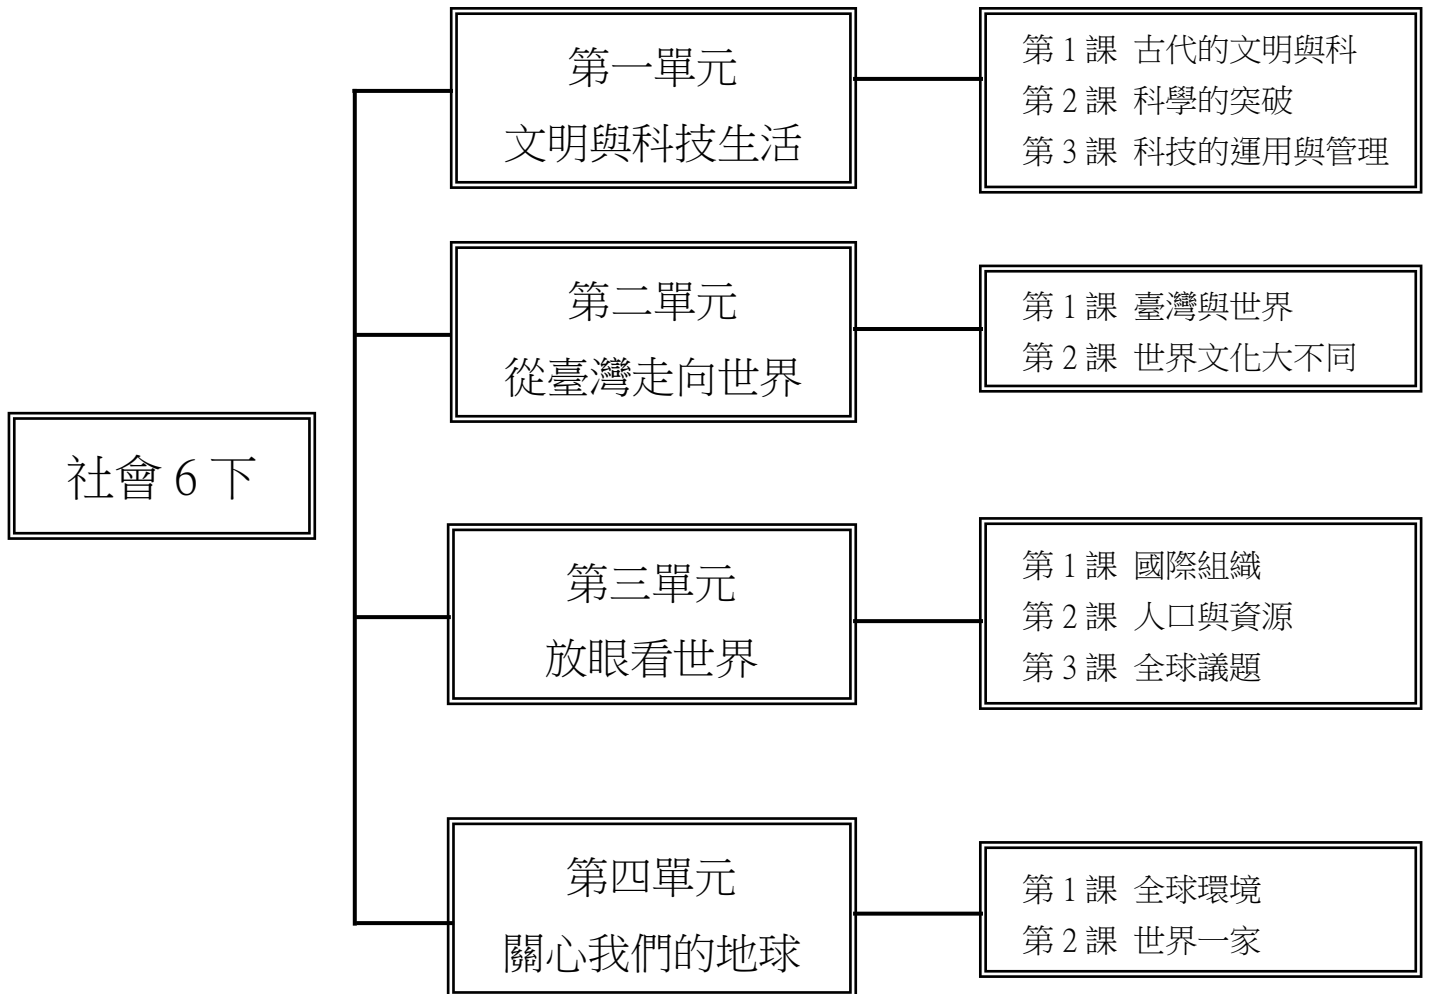 社會 6 下
第一單元
文明與科技生活
第 1 課 古代的文明與科
第 2 課 科學的突破
第 3 課 科技的運用與管理
第二單元
從臺灣走向世界
第 1 課 臺灣與世界
第 2 課 世界文化大不同
第三單元
放眼看世界
第 1 課 國際組織
第 2 課 人口與資源
第 3 課 全球議題
第四單元
關心我們的地球
第 1 課 全球環境
第 2 課 世界一家